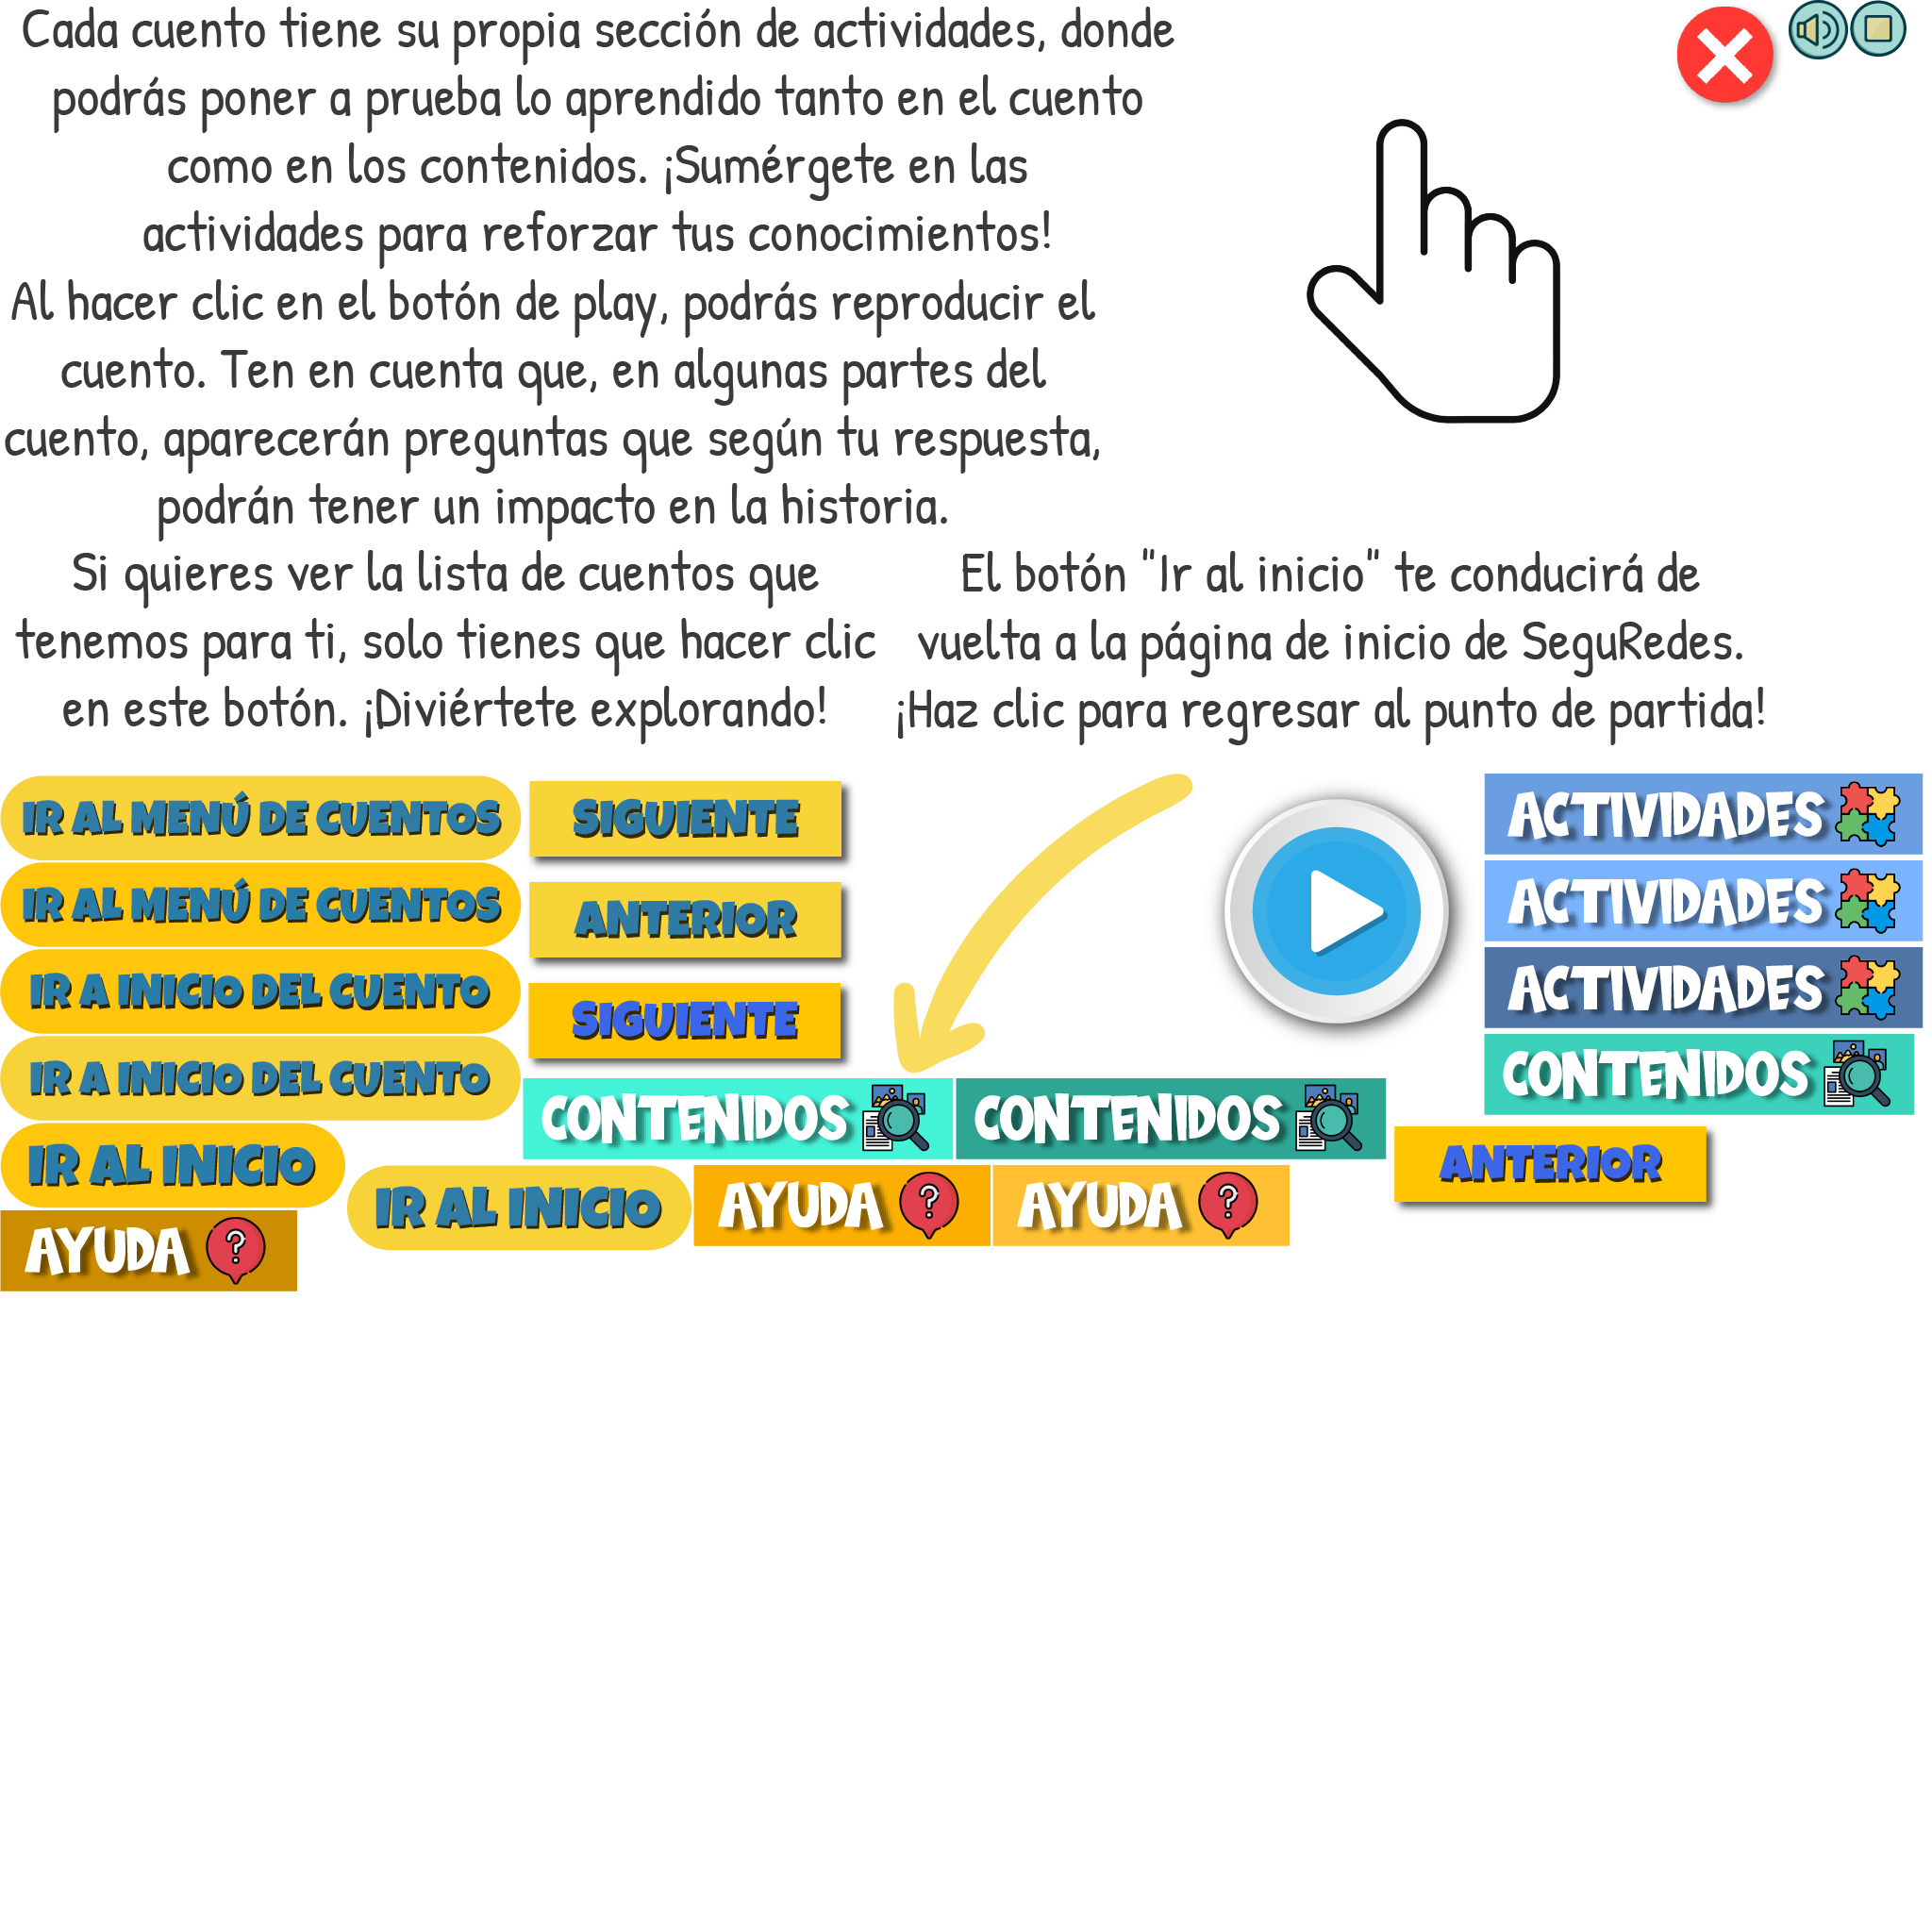 Cada cuento tiene su propia sección de actividades, donde
podrás poner a prueba lo aprendido tanto en el cuento
como en los contenidos. ¡Sumérgete en las
actividades para reforzar tus conocimientos!
Al hacer clic en el botón de play, podrás reproducir el
cuento. Ten en cuenta que, en algunas partes del
cuento, aparecerán preguntas que según tu respuesta,
podrán tener un impacto en la historia.
Si quieres ver la lista de cuentos que
tenemos para ti, solo tienes que hacer clic
en este botón. ¡Diviértete explorando!
El botón "Ir al inicio" te conducirá de
vuelta a la página de inicio de SeguRedes.
¡Haz clic para regresar al punto de partida!
IR AL MENÚ DE CUENTOS
IR AL MENÚ DE CUENTOS
IR A INICIO DEL CUENTO
IR A INICIO DEL CUENTO
IR AL INICIO
AYUDA ?
SIGUIENTE
ANTERIOR
SIGUIENTE
CONTENIDOS
CONTENIDOS
IR AL INICIO
AYUDA ?
AYUDA ?
ACTIVIDADES
ACTIVIDADES
ACTIVIDADES
CONTENIDOS
ANTERIOR